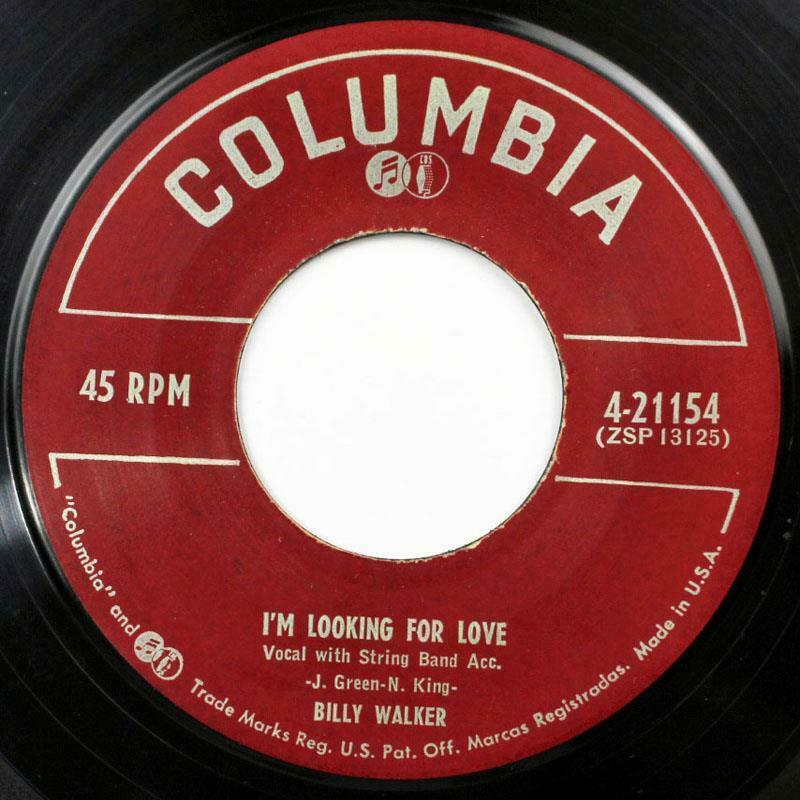 COLUMBIA
CBS
45 RPM
4-21154
(ZSP 13125)
I'M LOOKING FOR LOVE
Vocal with String Band Acc.
-J. Green-N. King-
BILLY WALKER
"Columbia" and Trade Marks Reg. U.S. Pat. Off. Marcas Registradas. Made in U.S.A.